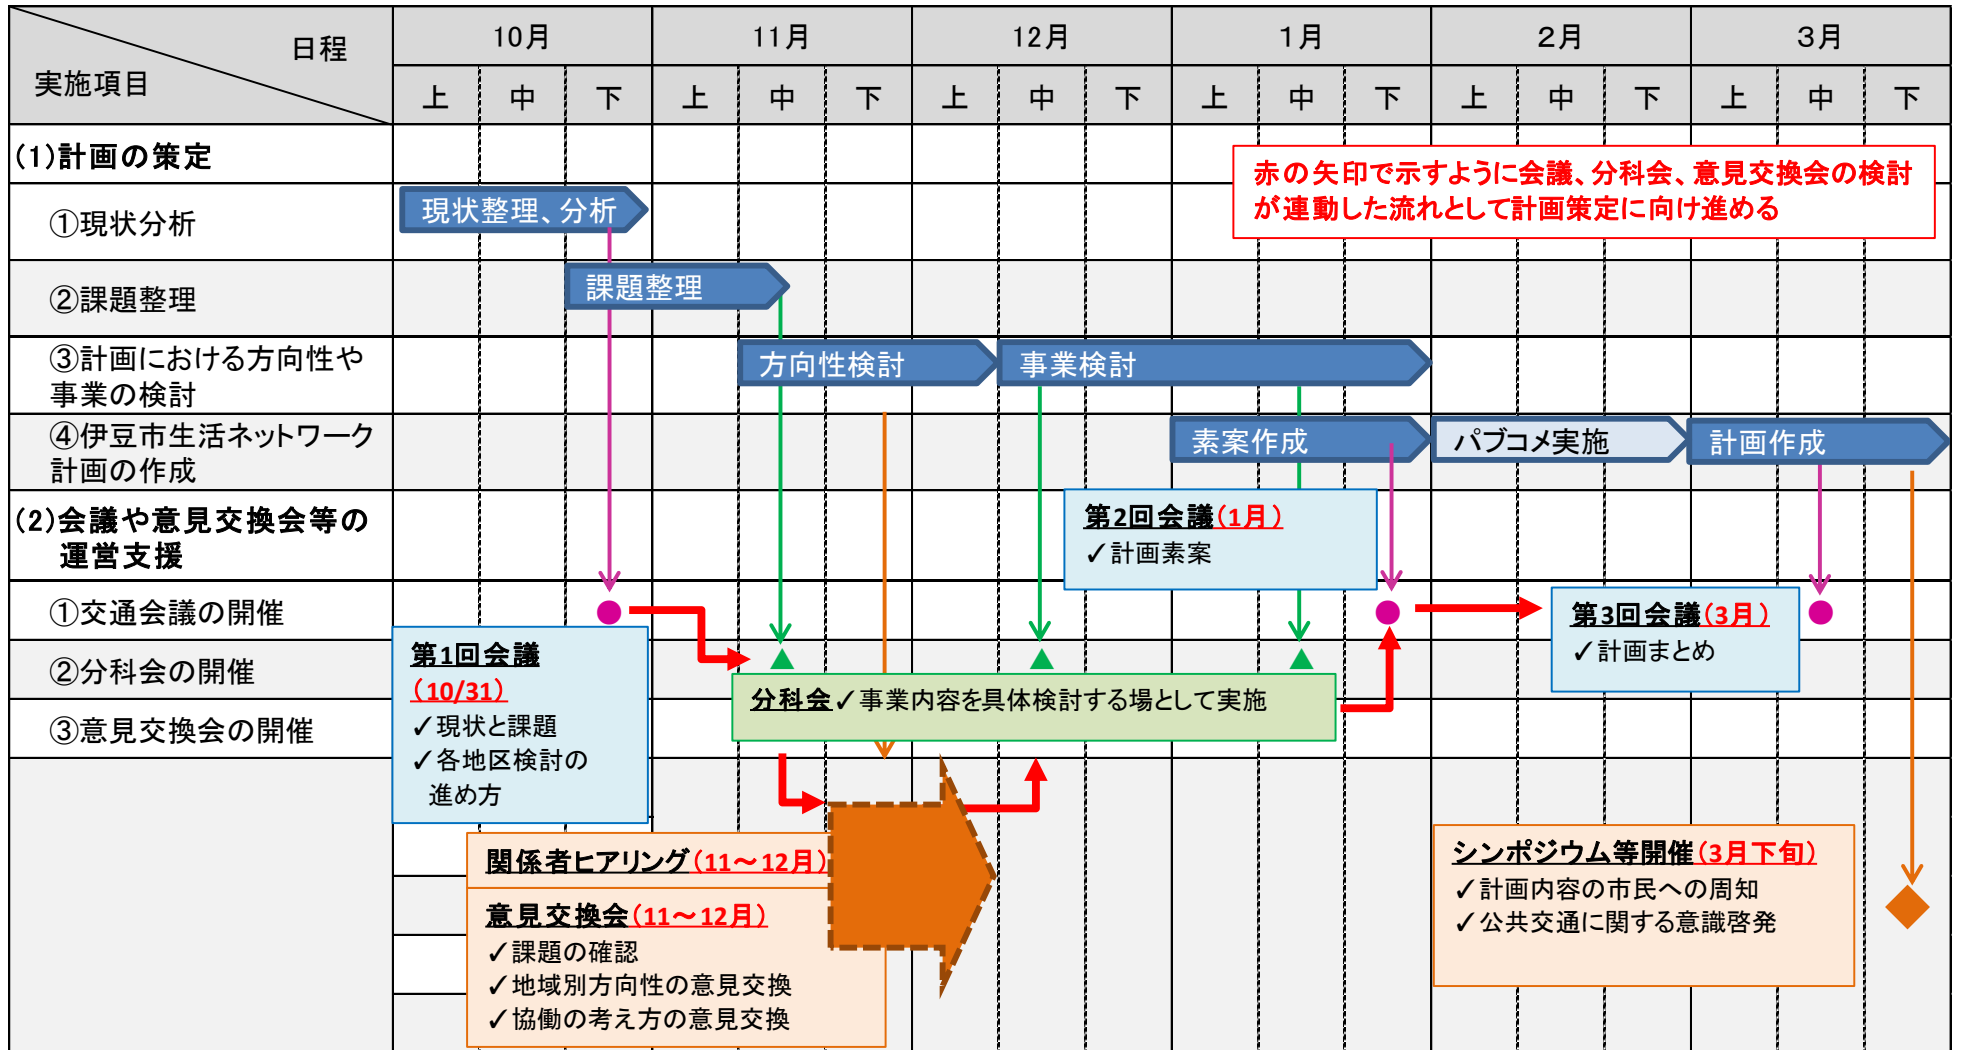 日程
実施項目
10月 11月 12月 1月 2月 3月
上 中 下 上 中 下 上 中 下 上 中 下 上 中 下 上 中 下
(1)計画の策定
赤の矢印で示すように会議、分科会、意見交換会の検討
が連動した流れとして計画策定に向け進める
①現状分析
現状整理、分析
②課題整理
課題整理
③計画における方向性や
事業の検討
方向性検討
事業検討
④伊豆市生活ネットワーク
計画の作成
素案作成
パブコメ実施
計画作成
(2)会議や意見交換会等の
運営支援
第2回会議(1月)
✓計画素案
①交通会議の開催
第3回会議(3月)
✓計画まとめ
②分科会の開催
第1回会議
(10/31)
✓現状と課題
✓各地区検討の
進め方
分科会✓事業内容を具体検討する場として実施
③意見交換会の開催
関係者ヒアリング(11～12月)
意見交換会(11～12月)
✓課題の確認
✓地域別方向性の意見交換
✓協働の考え方の意見交換
シンポジウム等開催(3月下旬)
✓計画内容の市民への周知
✓公共交通に関する意識啓発